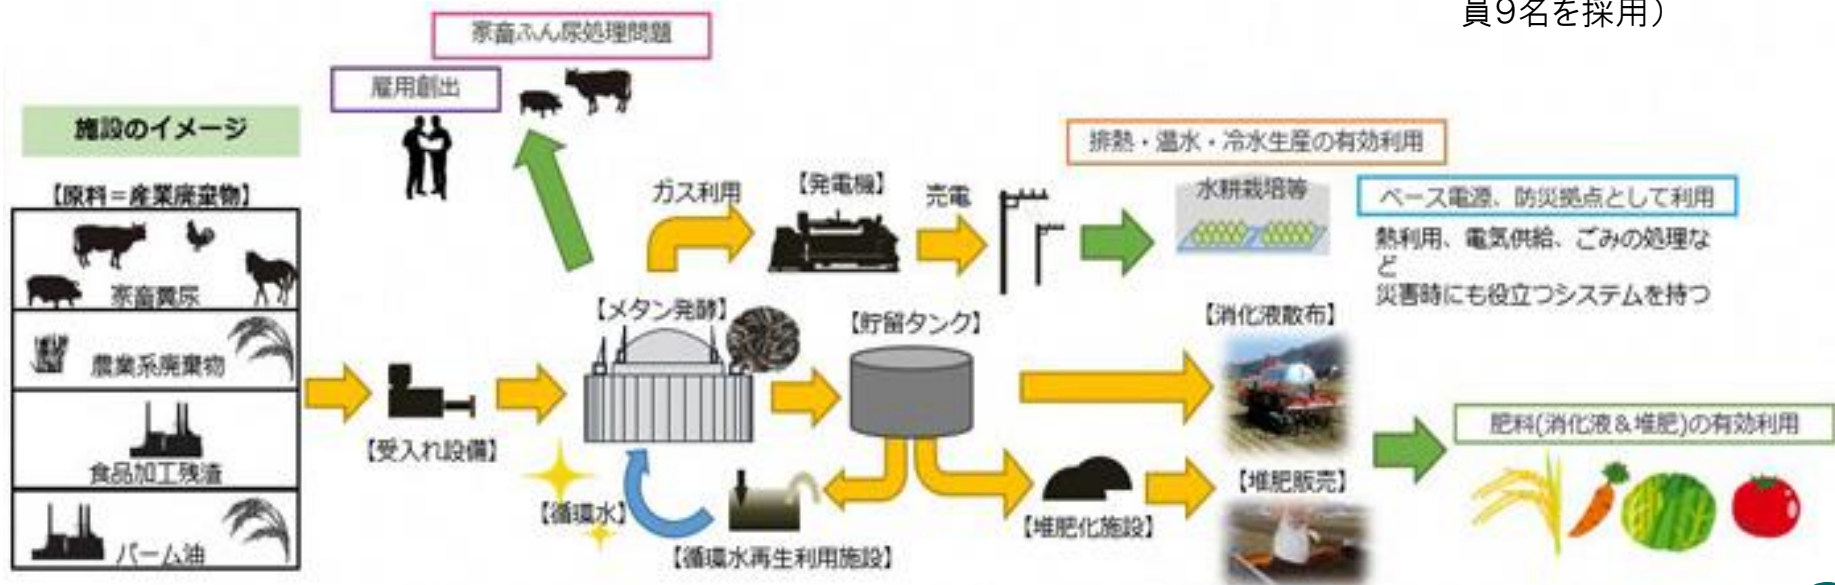 員9名を採用）
家畜ふん尿処理問題
雇用創出
施設のイメージ
【原料＝産業廃棄物】
家畜糞尿
農業系廃棄物
食品加工残渣
パーム油
【受入れ設備】
【メタン発酵】
ガス利用
【発電機】
売電
排熱・温水・冷水生産の有効利用
水耕栽培等
ベース電源、防災拠点として利用
熱利用、電気供給、ごみの処理な
ど
災害時にも役立つシステムを持つ
【貯留タンク】
【消化液散布】
【循環水】
【循環水再生利用施設】
【堆肥化施設】
【堆肥販売】
肥料(消化液＆堆肥)の有効利用